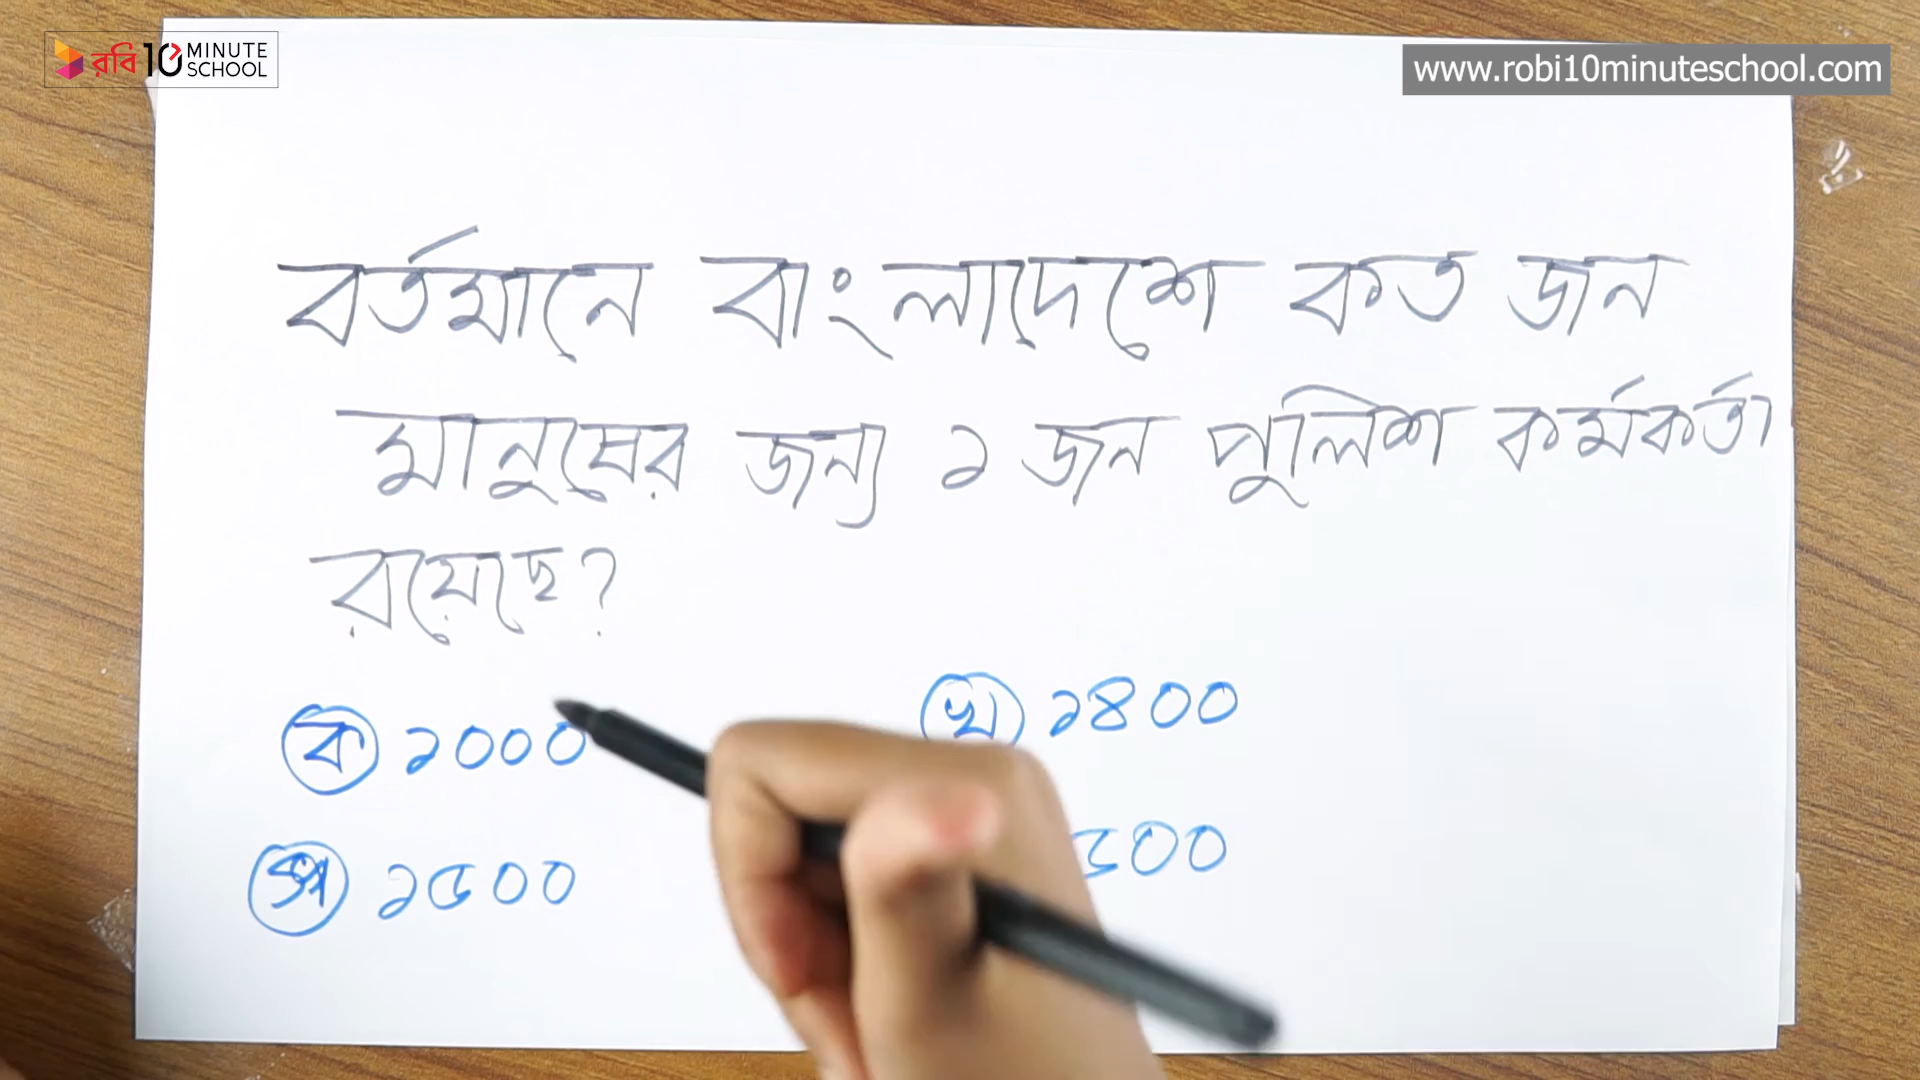 রবি 10 MINUTE SCHOOL
www.robi10minuteschool.com
বর্তমানে বাংলাদেশে কত জন
মানুষের জন্য ১ জন পুলিশ কর্মকর্তা
রয়েছে?
ক ১০০০
খ ১৪০০
গ ১৫০০